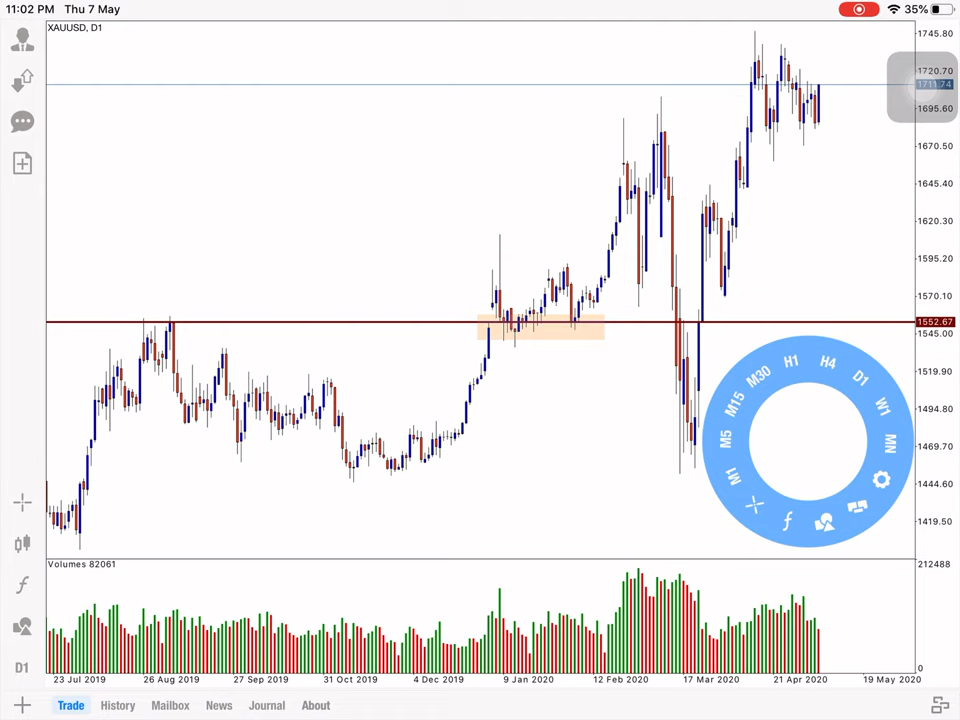 11:02 PM Thu 7 May
35%
XAUUSD, D1
1745.80
1720.70
1711.74
1695.60
1670.50
1645.40
1620.30
1595.20
1570.10
1552.67
1545.00
1519.90
1494.80
1469.70
1444.60
1419.50
M1
M5
M15
M30
H1
H4
D1
W1
MN
f
f
D1
Volumes 82061
212488
0
23 Jul 2019
26 Aug 2019
27 Sep 2019
31 Oct 2019
4 Dec 2019
9 Jan 2020
12 Feb 2020
17 Mar 2020
21 Apr 2020
19 May 2020
Trade
History
Mailbox
News
Journal
About